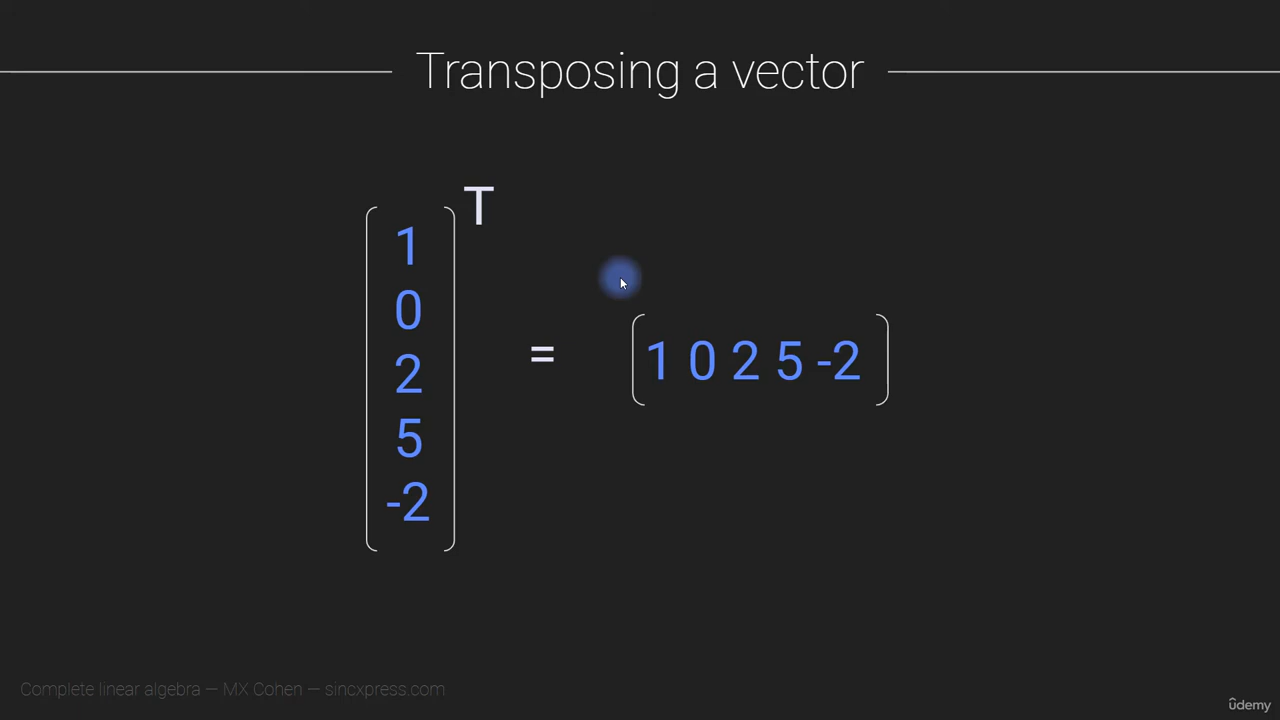 Transposing a vector
T
1
0
2
5
-2
=
1 0 2 5 -2
Complete linear algebra — MX Cohen — sincxpress.com
ûdemy